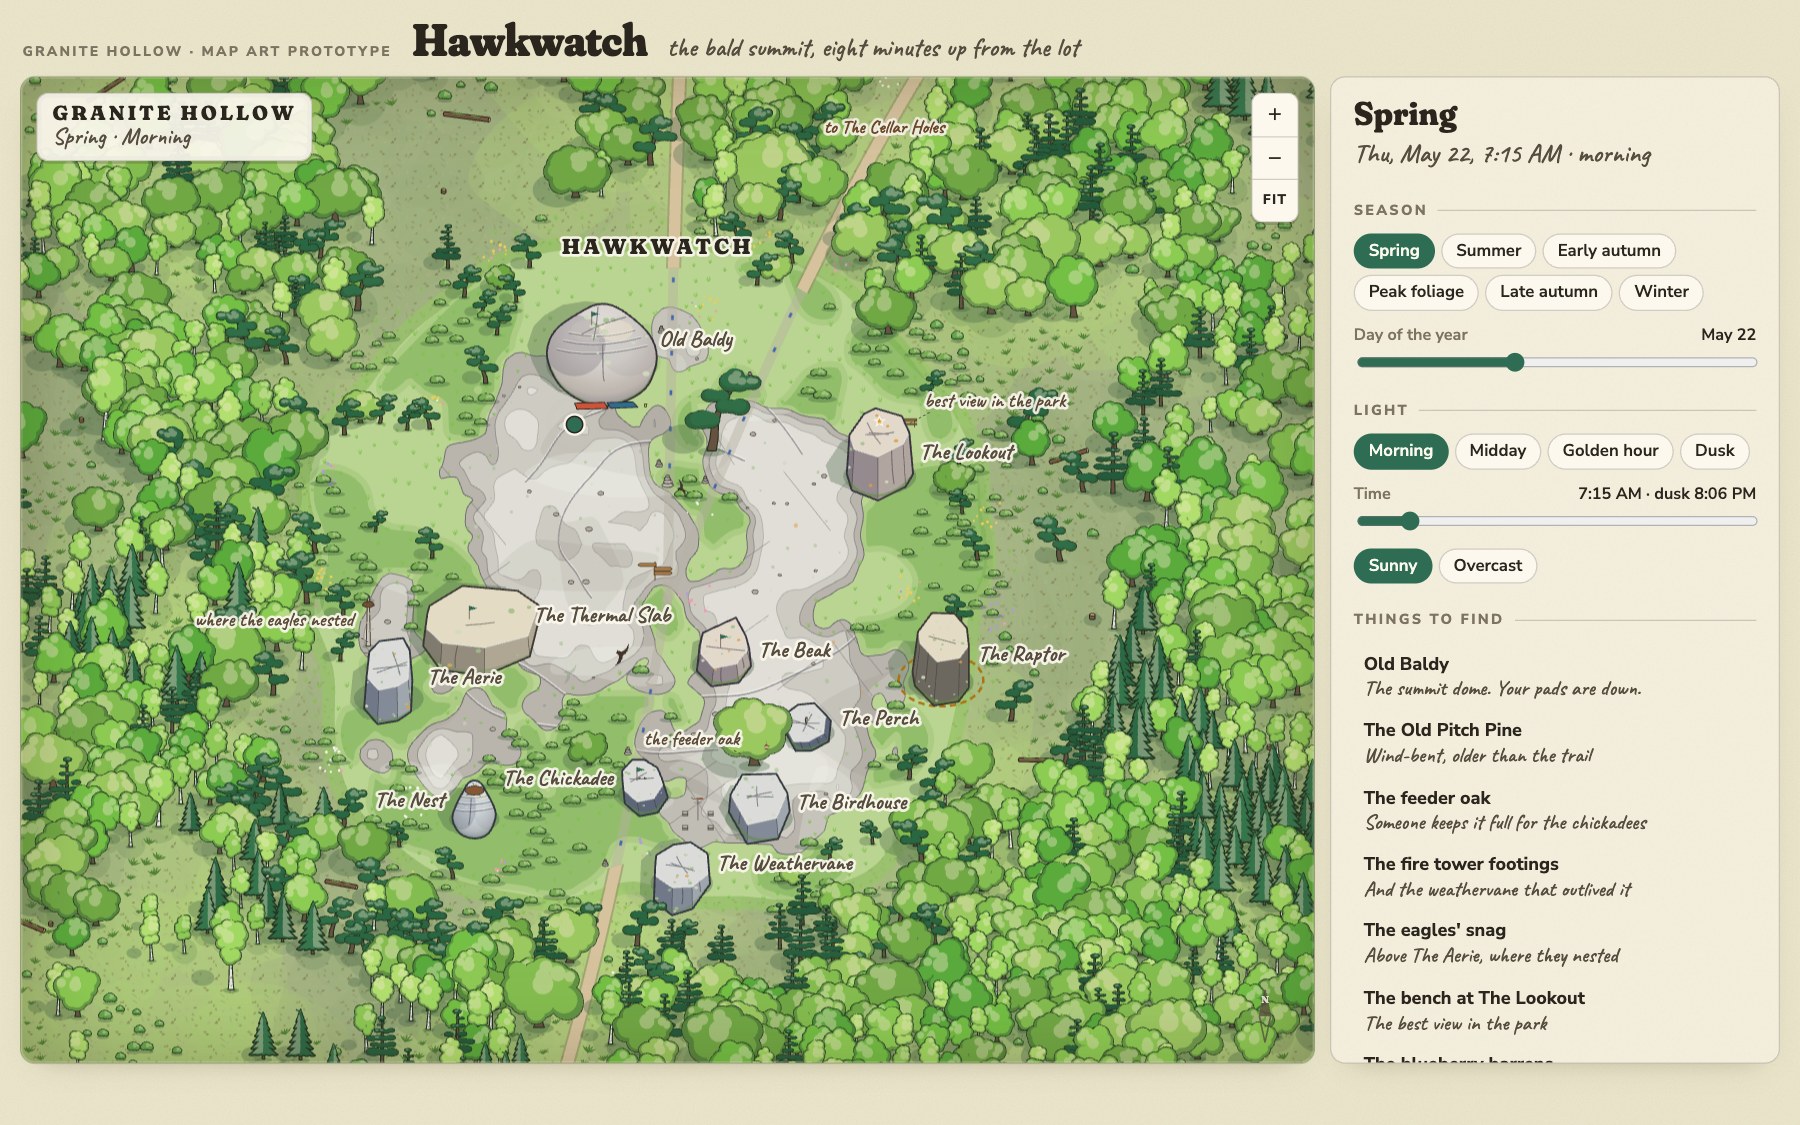 GRANITE HOLLOW · MAP ART PROTOTYPE
Hawkwatch
the bald summit, eight minutes up from the lot
GRANITE HOLLOW
Spring · Morning
to The Cellar Holes
+
−
FIT
HAWKWATCH
Old Baldy
best view in the park
The Lookout
where the eagles nested
The Thermal Slab
The Beak
The Raptor
The Aerie
The Perch
the feeder oak
The Chickadee
The Nest
The Birdhouse
The Weathervane
N
Spring
Thu, May 22, 7:15 AM · morning
SEASON
Spring
Summer
Early autumn
Peak foliage
Late autumn
Winter
Day of the year
May 22
LIGHT
Morning
Midday
Golden hour
Dusk
Time
7:15 AM · dusk 8:06 PM
Sunny
Overcast
THINGS TO FIND
Old Baldy
The summit dome. Your pads are down.
The Old Pitch Pine
Wind-bent, older than the trail
The feeder oak
Someone keeps it full for the chickadees
The fire tower footings
And the weathervane that outlived it
The eagles' snag
Above The Aerie, where they nested
The bench at The Lookout
The best view in the park
The blueberry barrens